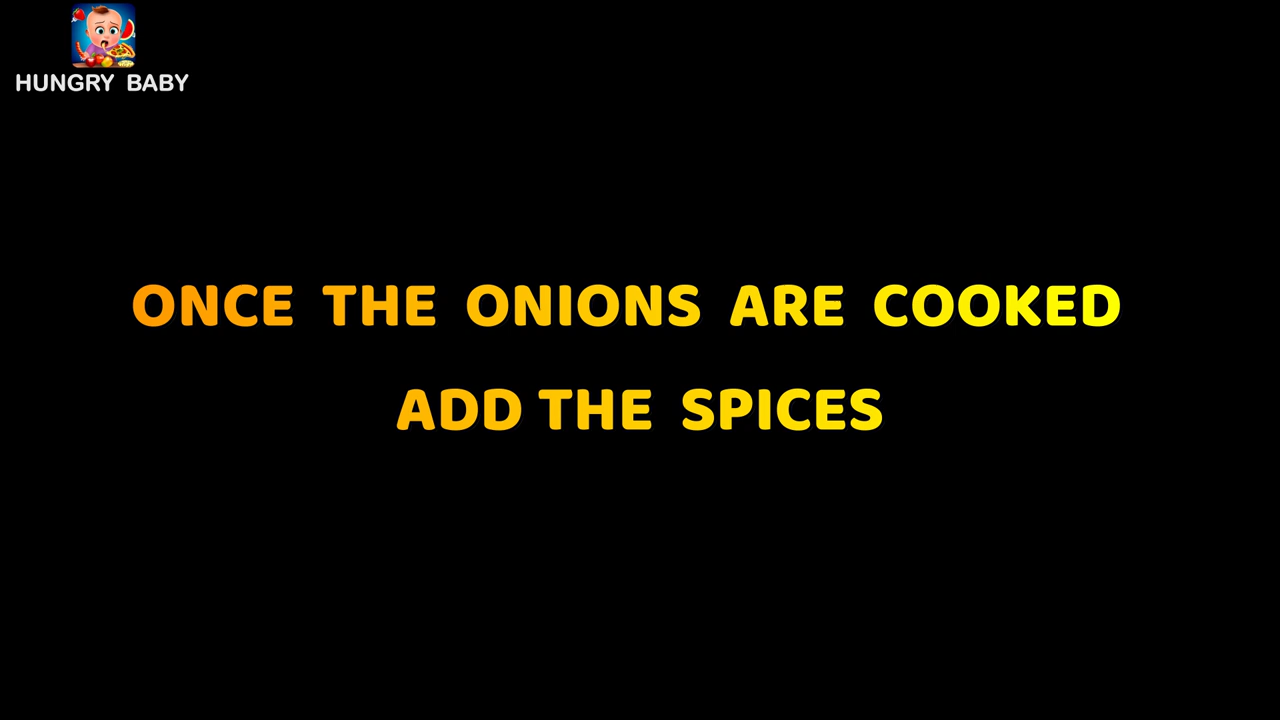 HUNGRY BABY
ONCE THE ONIONS ARE COOKED
ADD THE SPICES